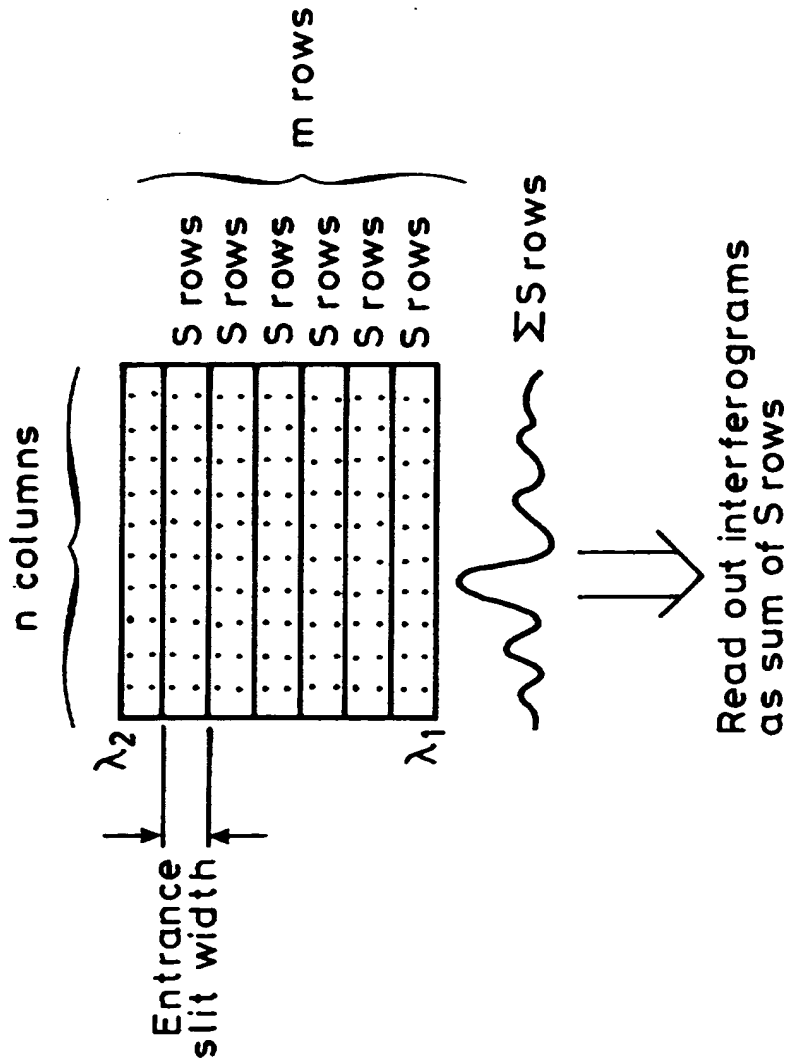 n columns
λ₂
Entrance
slit width
λ₁
S rows
S rows
S rows
S rows
S rows
S rows
m rows
Σ S rows
Read out interferograms
as sum of S rows